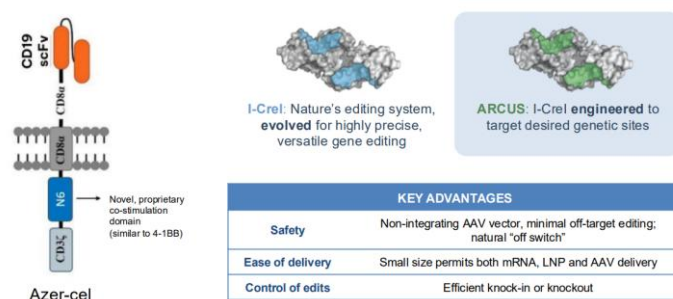 CD19
scFv
CD8α
CD8α
N6
CD3ζ
Azer-cel
Novel, proprietary
co-stimulation
domain
(similar to 4-1BB)
I-CreI: Nature's editing system,
evolved for highly precise,
versatile gene editing
ARCUS: I-CreI engineered to
target desired genetic sites
KEY ADVANTAGES
Safety
Non-integrating AAV vector, minimal off-target editing;
natural "off switch"
Ease of delivery
Small size permits both mRNA, LNP and AAV delivery
Control of edits
Efficient knock-in or knockout